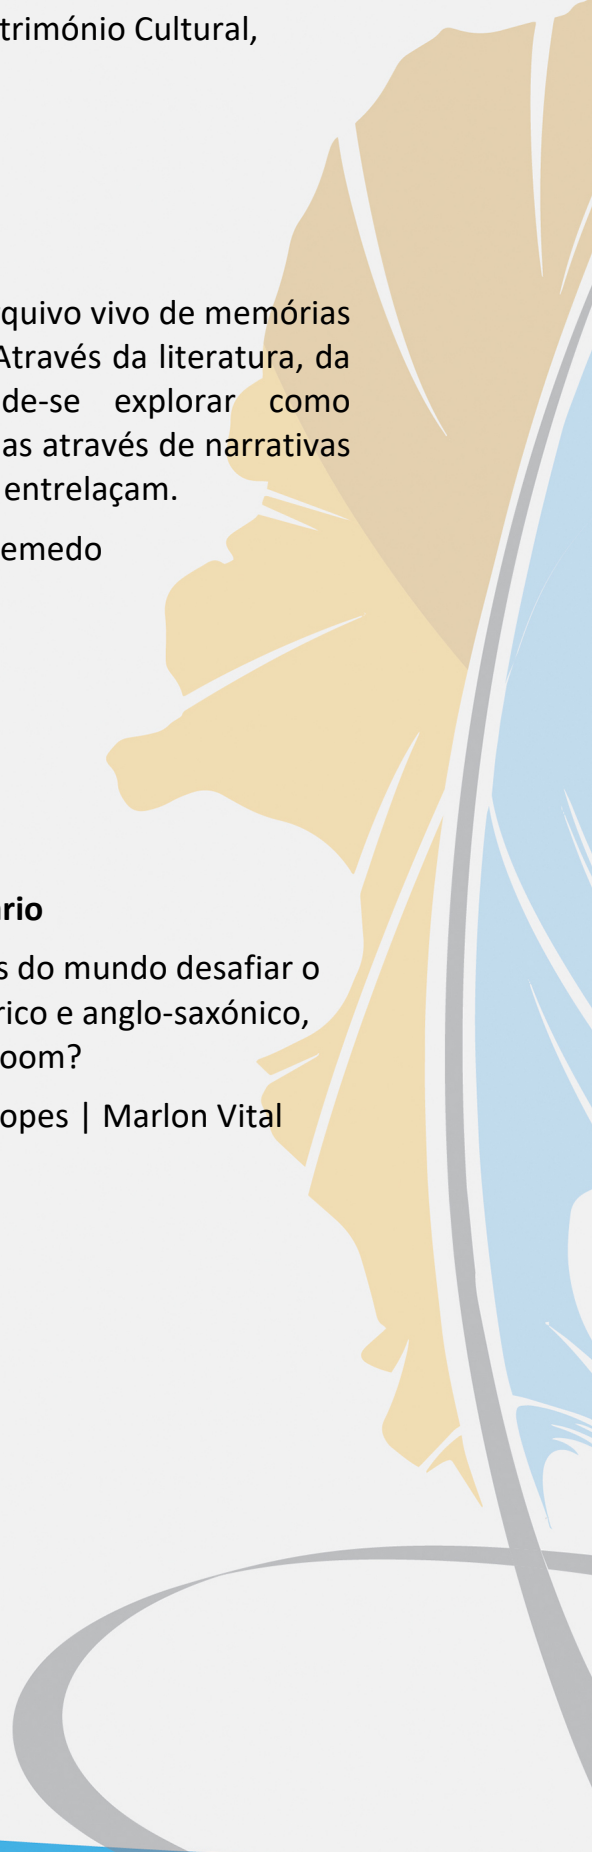 trimónio Cultural,
quivo vivo de memórias
Através da literatura, da
de-se explorar como
as através de narrativas
entrelaçam.
emedo
rio
s do mundo desafiar o
rico e anglo-saxónico,
oom?
opes | Marlon Vital